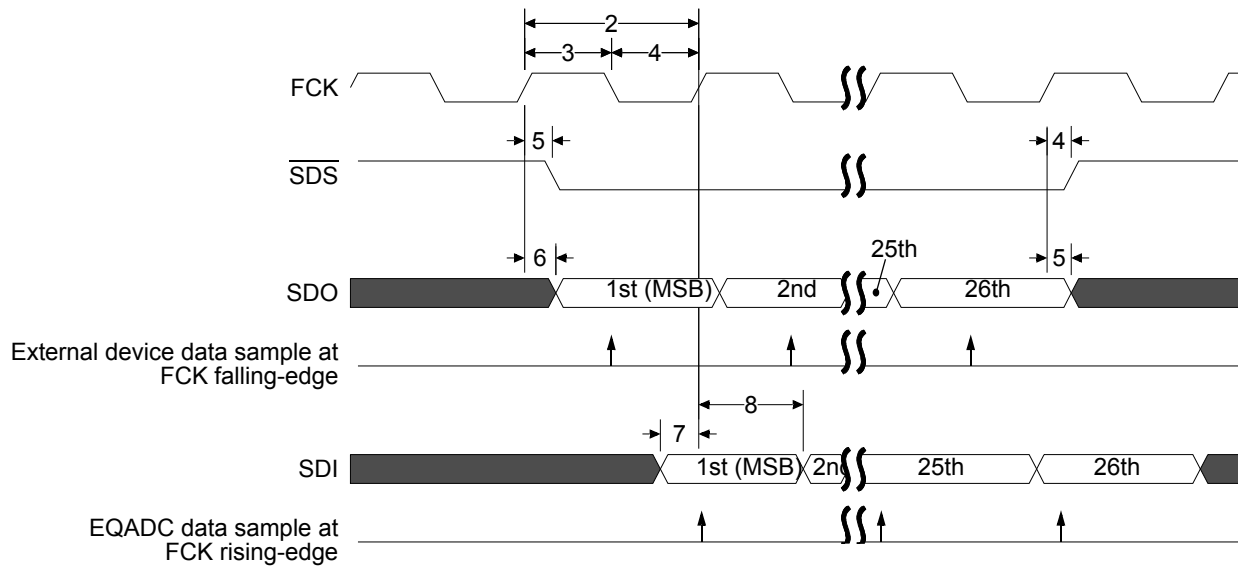 2
3 4
FCK
5 4
SDS
25th
6 5
SDO 1st (MSB) 2nd 26th
External device data sample at
FCK falling-edge
8
7
SDI 1st (MSB) 2nd 25th 26th
EQADC data sample at
FCK rising-edge